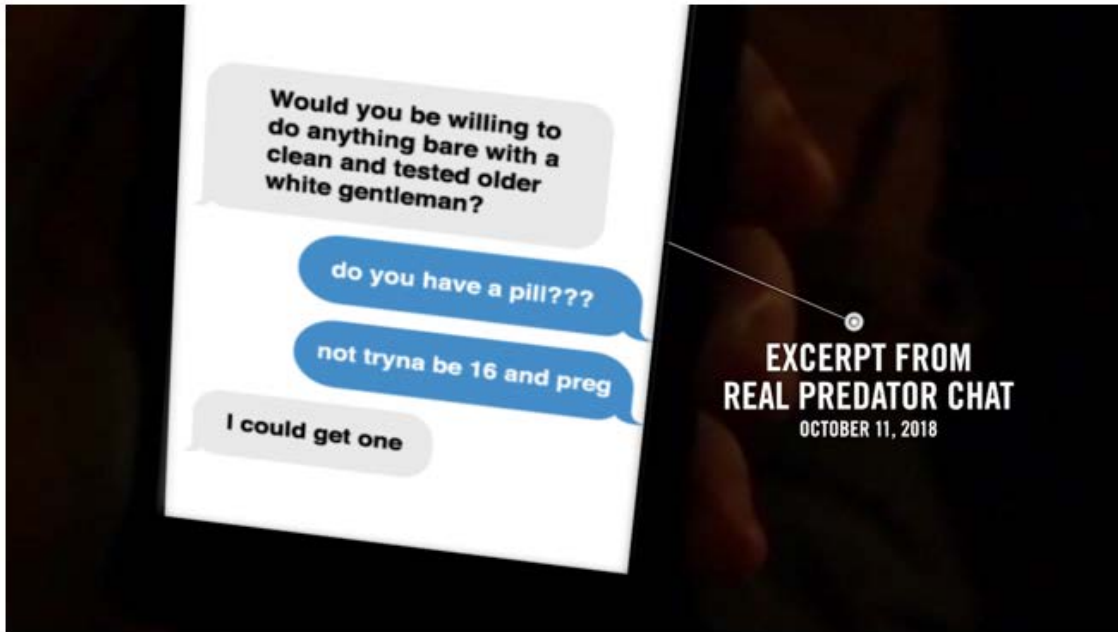 Would you be willing to
do anything bare with a
clean and tested older
white gentleman?
do you have a pill???
not tryna be 16 and preg
I could get one
EXCERPT FROM
REAL PREDATOR CHAT
OCTOBER 11, 2018